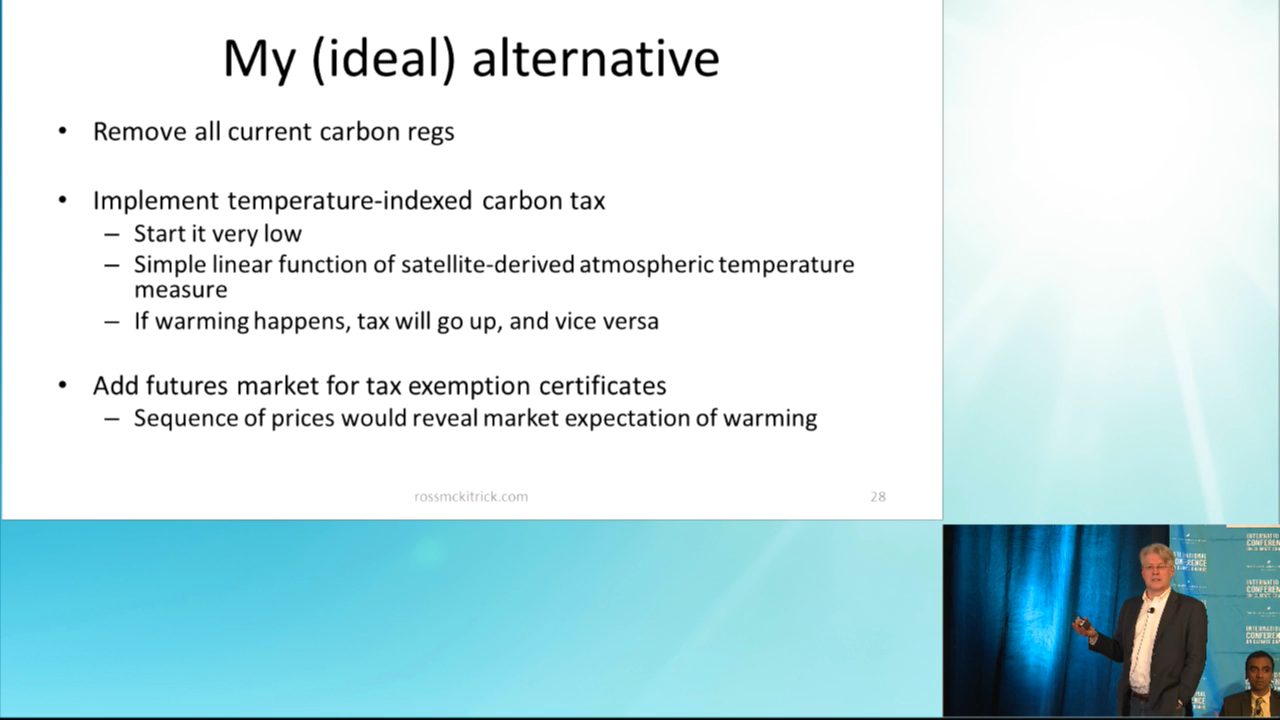 My (ideal) alternative
• Remove all current carbon regs
• Implement temperature-indexed carbon tax
– Start it very low
– Simple linear function of satellite-derived atmospheric temperature
measure
– If warming happens, tax will go up, and vice versa
• Add futures market for tax exemption certificates
– Sequence of prices would reveal market expectation of warming
rossmckitrick.com
28
INTERNATIONAL
CONFERENCE